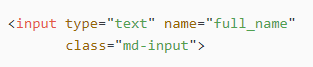 <input type="text" name="full_name"
class="md-input">